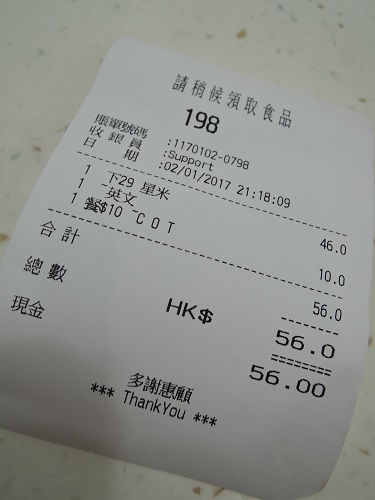 請稍候領取食品
198
賬單號碼 :1170102-0798
收銀員 :Support
日期 :02/01/2017 21:18:09
1 下29 星米 46.0
1 英文
1 餐$10 C O T 10.0
合計 56.0
總數 HK$ 56.0
現金 56.00
多謝惠顧
*** ThankYou ***